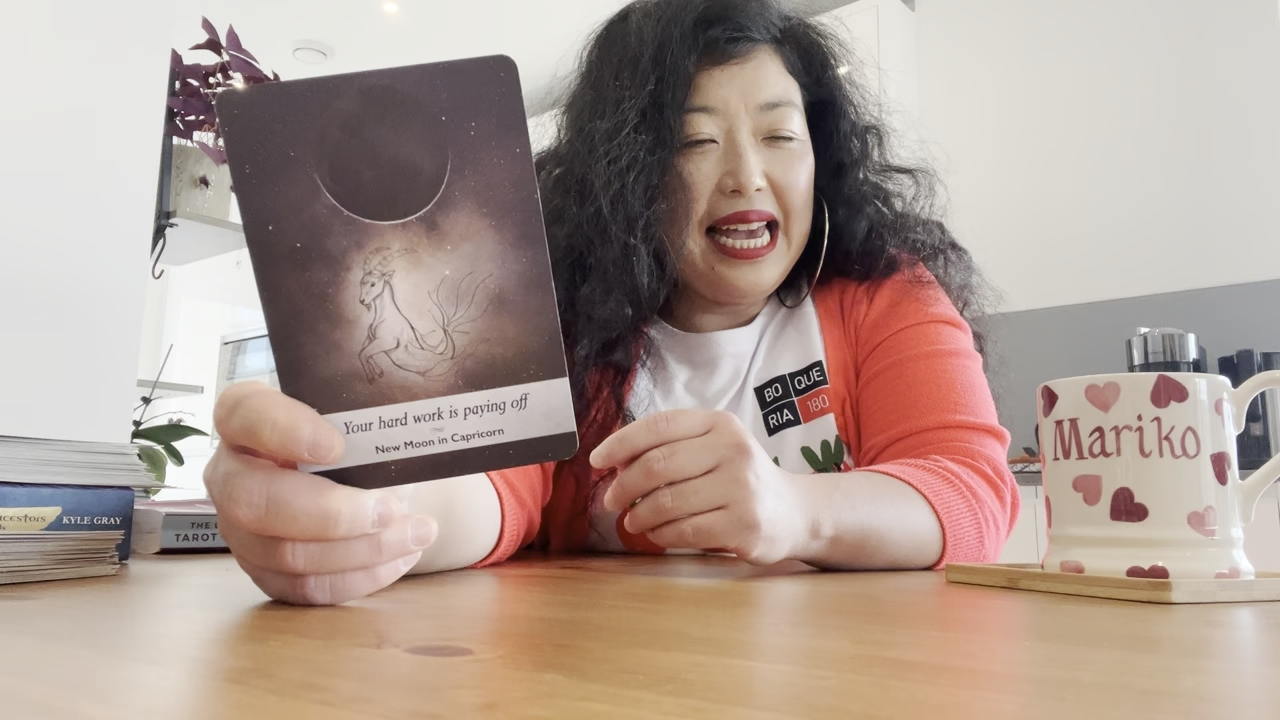 Your hard work is paying off
New Moon in Capricorn
BO QUE
RIA 180
Mariko
ANCESTORS
KYLE GRAY
THE
TAROT